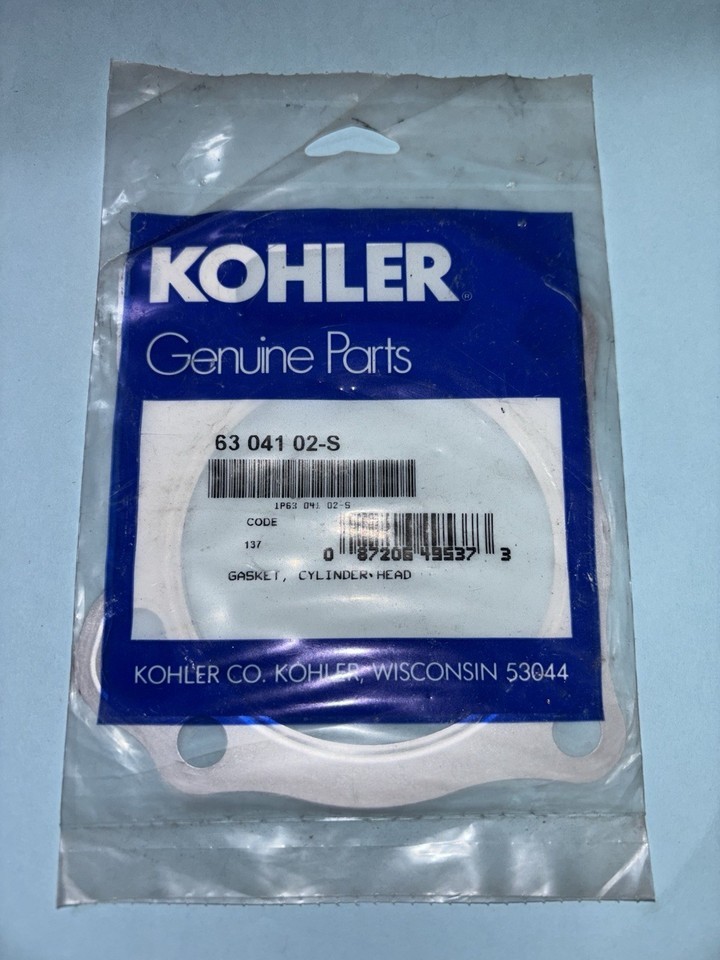 KOHLER®
Genuine Parts
63 041 02-S
1P63 041 02-S
CODE
137
0 87206 49537 3
GASKET, CYLINDER HEAD
KOHLER CO. KOHLER, WISCONSIN 53044